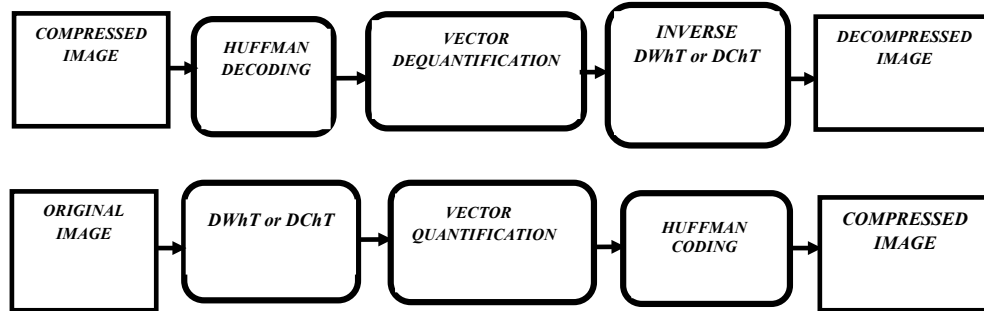 COMPRESSED
IMAGE
HUFFMAN
DECODING
VECTOR
DEQUANTIFICATION
INVERSE
DWhT or DChT
DECOMPRESSED
IMAGE
ORIGINAL
IMAGE
DWhT or DChT
VECTOR
QUANTIFICATION
HUFFMAN
CODING
COMPRESSED
IMAGE